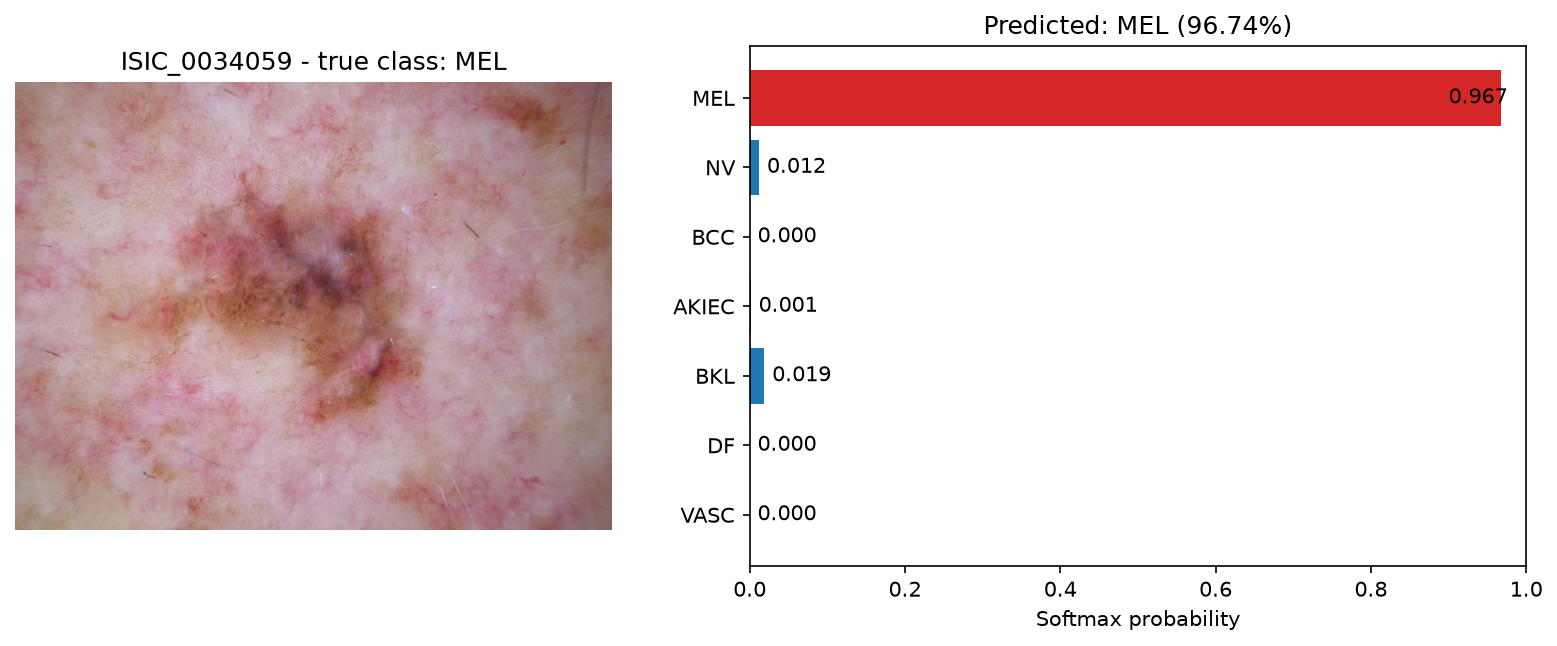 ISIC_0034059 - true class: MEL
Predicted: MEL (96.74%)
MEL
0.967
NV
0.012
BCC
0.000
AKIEC
0.001
BKL
0.019
DF
0.000
VASC
0.000
0.0 0.2 0.4 0.6 0.8 1.0
Softmax probability